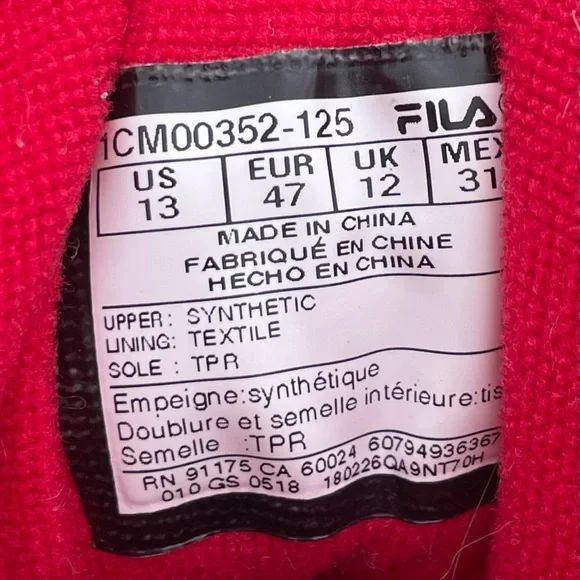 1CM00352-125 FILA
US EUR UK MEX
13 47 12 31
MADE IN CHINA
FABRIQUÉ EN CHINE
HECHO EN CHINA
UPPER: SYNTHETIC
LINING: TEXTILE
SOLE : TPR
Empeigne:synthétique
Doublure et semelle intérieure:tis
Semelle :TPR
RN 91175 CA 60024 60794936367
010 GS 0518 180226QA9NT70H